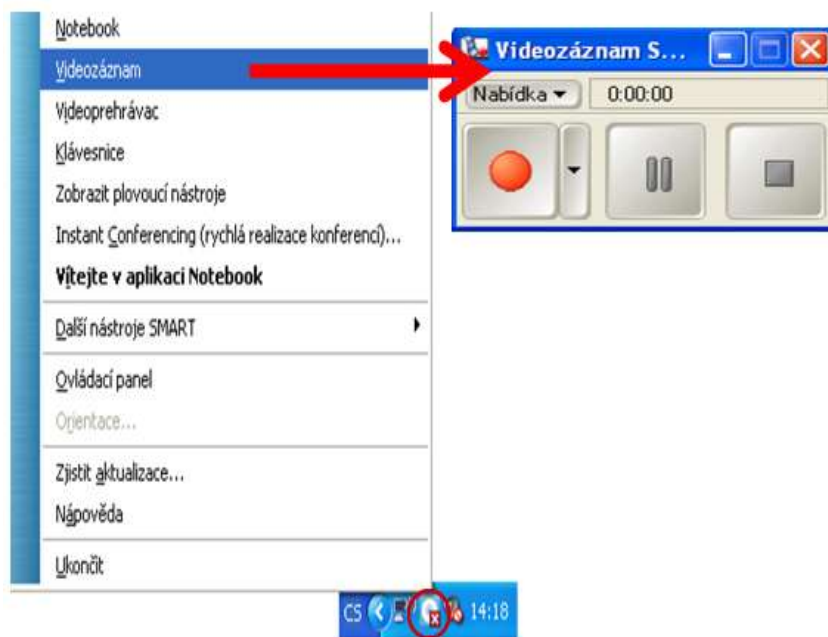 Notebook
Videozáznam
Videoprehrávac
Klávesnice
Zobrazit plovoucí nástroje
Instant Conferencing (rychlá realizace konferencí)...
Vítejte v aplikaci Notebook
Další nástroje SMART
Ovládací panel
Orientace...
Zjistit aktualizace...
Nápověda
Ukončit
Videozáznam S...
Nabídka 0:00:00
CS 14:18